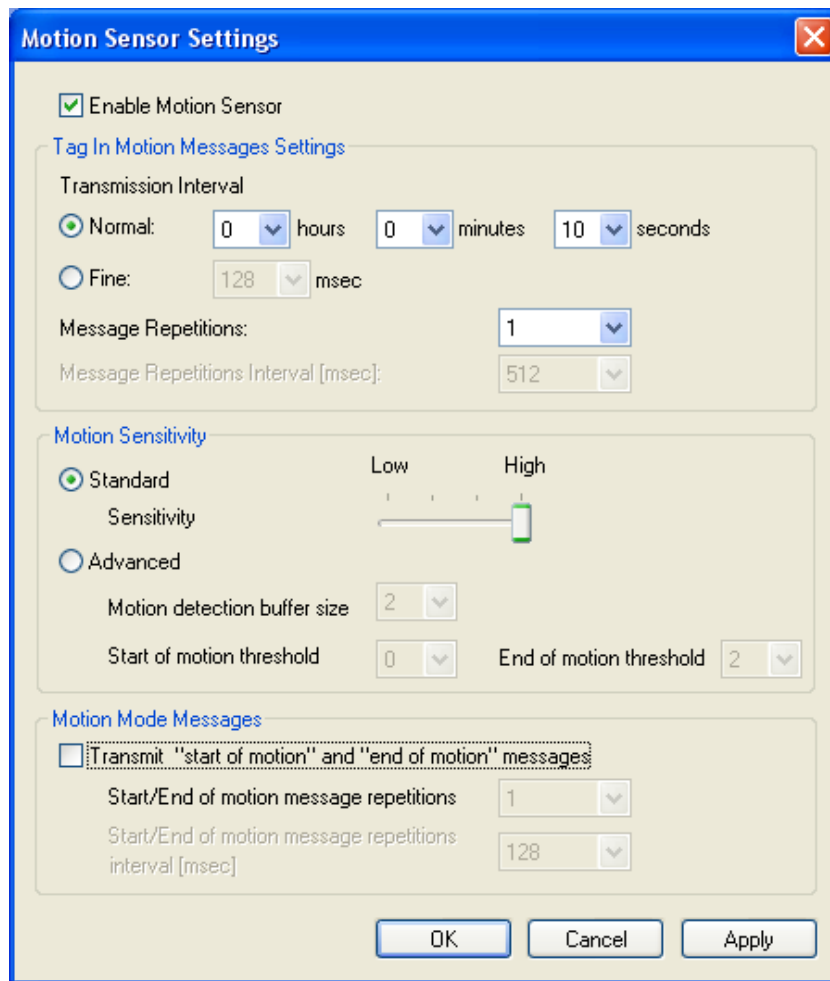 Motion Sensor Settings
Enable Motion Sensor
Tag In Motion Messages Settings
Transmission Interval
Normal: 0 hours 0 minutes 10 seconds
Fine: 128 msec
Message Repetitions: 1
Message Repetitions Interval [msec]: 512
Motion Sensitivity
Low High
Standard
Sensitivity
Advanced
Motion detection buffer size 2
Start of motion threshold 0 End of motion threshold 2
Motion Mode Messages
Transmit "start of motion" and "end of motion" messages
Start/End of motion message repetitions 1
Start/End of motion message repetitions
interval [msec] 128
OK Cancel Apply